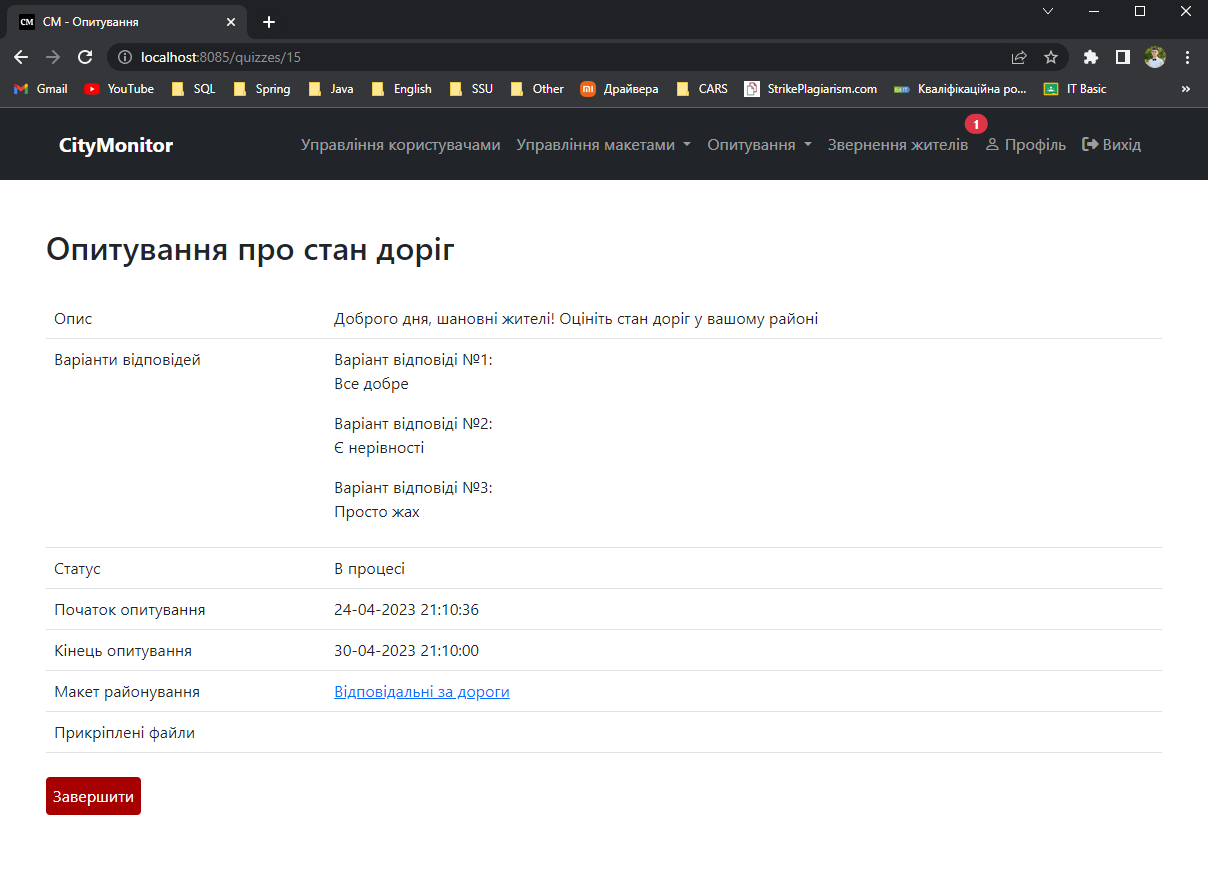 CM CM - Опитування
localhost:8085/quizzes/15
Gmail YouTube SQL Spring Java English SSU Other mi Драйвера CARS StrikePlagiarism.com Кваліфікаційна ро... IT Basic »
CityMonitor Управління користувачами Управління макетами Опитування Звернення жителів 1 Профіль Вихід
Опитування про стан доріг
Опис Доброго дня, шановні жителі! Оцініть стан доріг у вашому районі
Варіанти відповідей Варіант відповіді №1:
Все добре
Варіант відповіді №2:
Є нерівності
Варіант відповіді №3:
Просто жах
Статус В процесі
Початок опитування 24-04-2023 21:10:36
Кінець опитування 30-04-2023 21:10:00
Макет районування Відповідальні за дороги
Прикріплені файли
Завершити